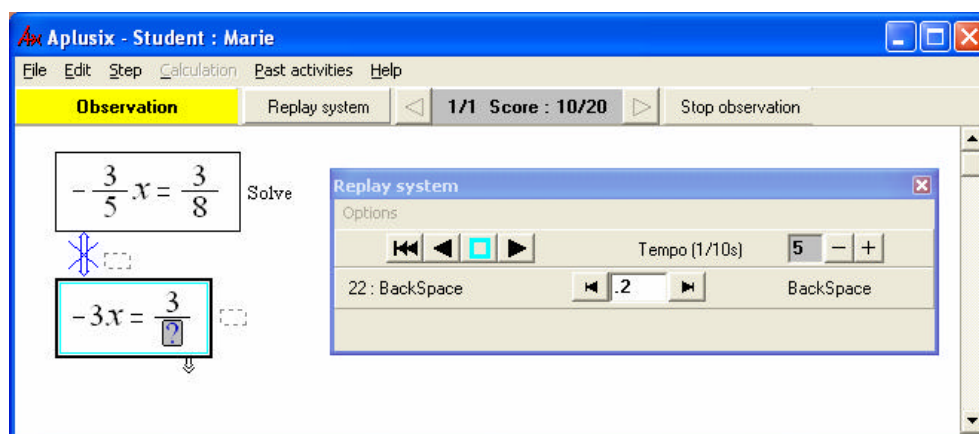 Aplusix - Student : Marie
File Edit Step Calculation Past activities Help
Observation Replay system 1/1 Score : 10/20 Stop observation
- 3/5 x = 3/8 Solve
Replay system
Options
Tempo (1/10s) 5 - +
22 : BackSpace .2 BackSpace
-3x = 3/?